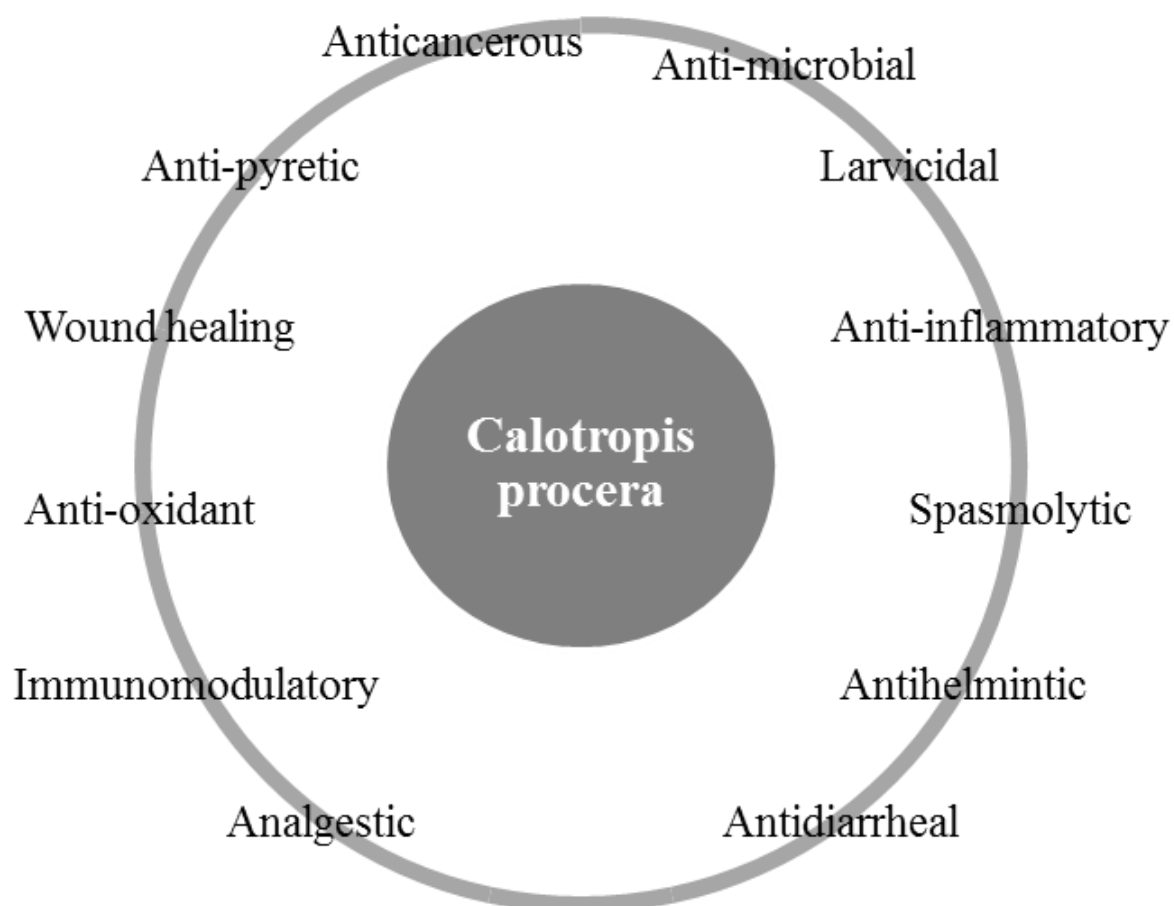 Anticancerous
Anti-microbial
Anti-pyretic
Larvicidal
Wound healing
Anti-inflammatory
Calotropis
procera
Anti-oxidant
Spasmolytic
Immunomodulatory
Antihelmintic
Analgestic
Antidiarrheal